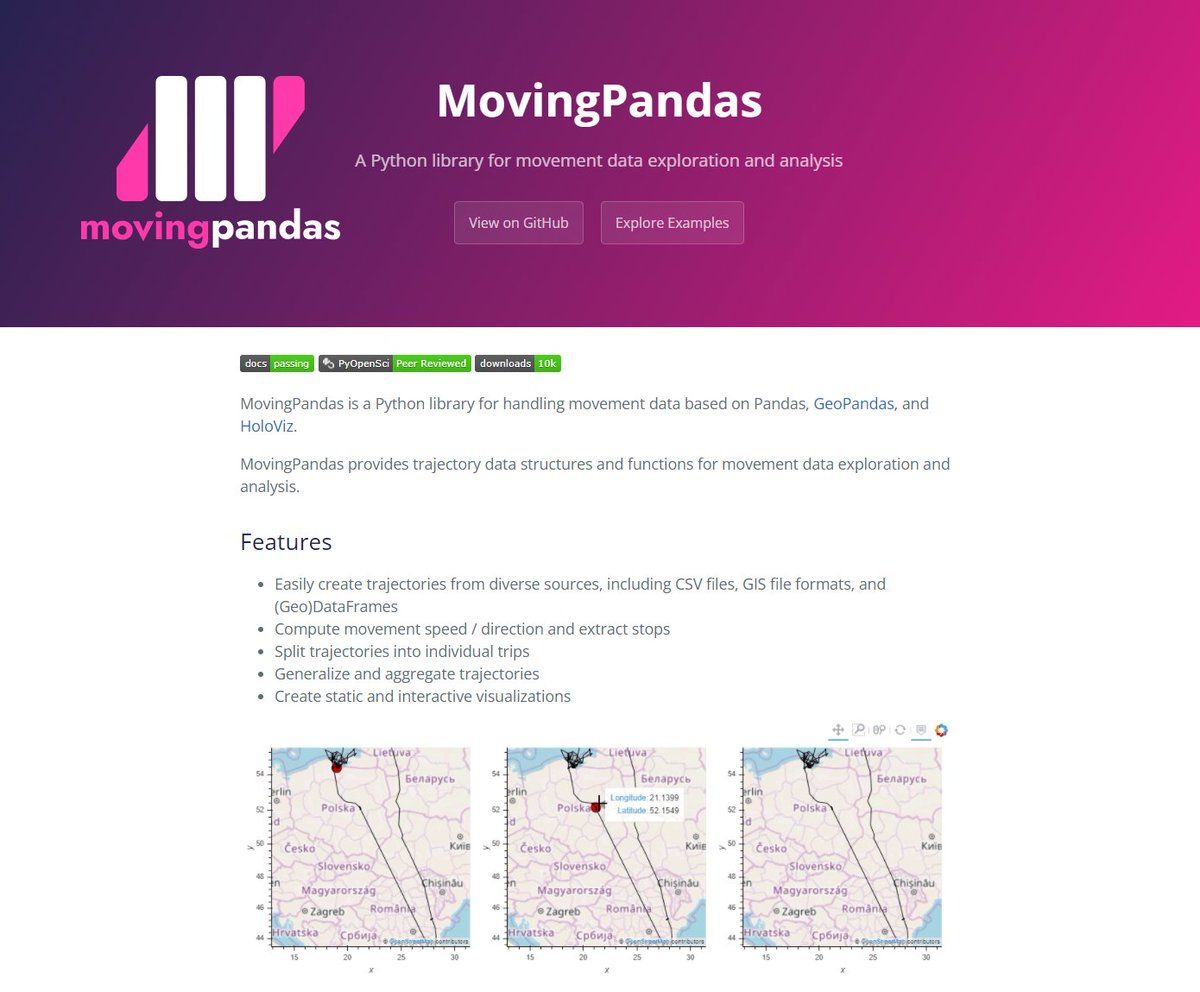 MovingPandas
A Python library for movement data exploration and analysis
View on GitHub
Explore Examples
movingpandas
docs passing
PyOpenSci Peer Reviewed
downloads 10k
MovingPandas is a Python library for handling movement data based on Pandas, GeoPandas, and
HoloViz.
MovingPandas provides trajectory data structures and functions for movement data exploration and
analysis.
Features
Easily create trajectories from diverse sources, including CSV files, GIS file formats, and
(Geo)DataFrames
Compute movement speed / direction and extract stops
Split trajectories into individual trips
Generalize and aggregate trajectories
Create static and interactive visualizations
Lietuva
Беларусь
erlin
Polska
Česko
Київ
Slovensko
Chișinău
Magyarország
Zagreb
România
Hrvatska
Србија
© OpenStreetMap contributors
54
52
50
48
46
44
y
15 20 25 30
x
Lietuva
Беларусь
erlin
Longitude: 21.1399
Latitude: 52.1549
Polska
Česko
Київ
Slovensko
Chișinău
Magyarország
Zagreb
România
Hrvatska
Србија
© OpenStreetMap contributors
54
52
50
48
46
44
y
15 20 25 30
x
Lietuva
Беларусь
erlin
Polska
Česko
Київ
Slovensko
Chișinău
Magyarország
Zagreb
România
Hrvatska
Србија
© OpenStreetMap contributors
54
52
50
48
46
44
y
15 20 25 30
x